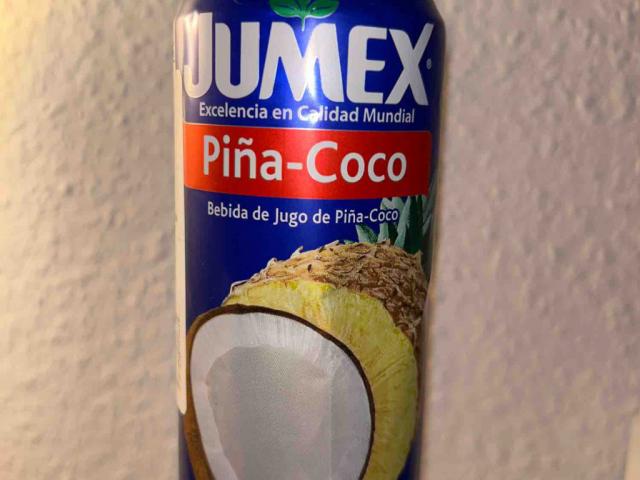 JUMEX®
Excelencia en Calidad Mundial
Piña-Coco
Bebida de Jugo de Piña-Coco